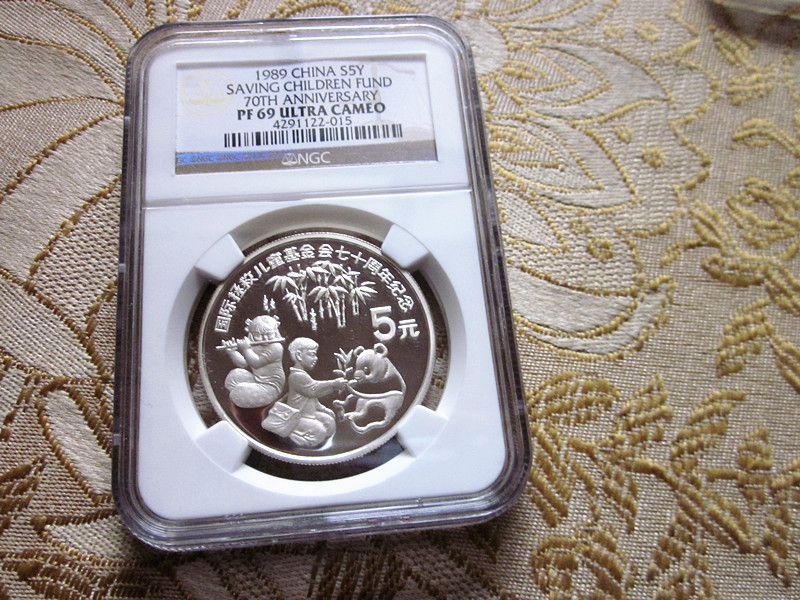 1989 CHINA S5Y
SAVING CHILDREN FUND
70TH ANNIVERSARY
PF 69 ULTRA CAMEO
4291122-015
NGC
国际拯救儿童基金会七十周年纪念
5元